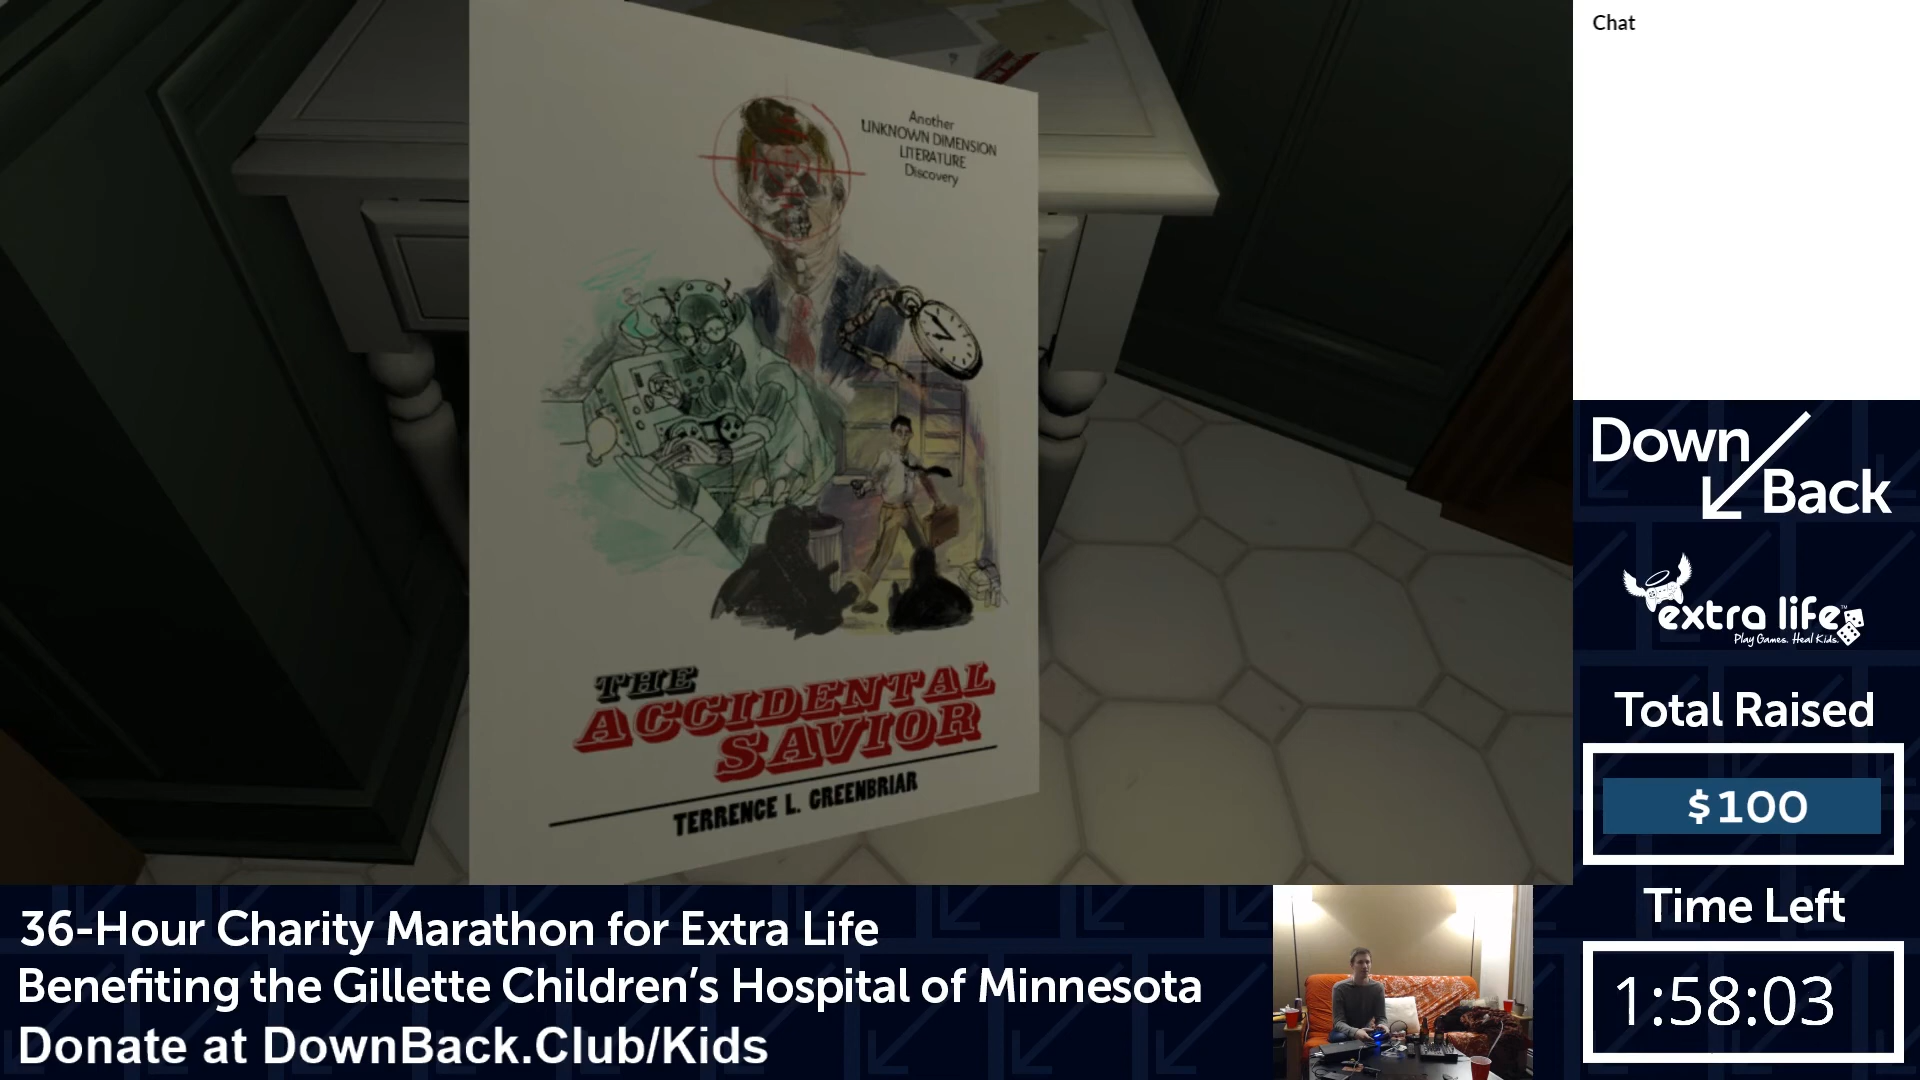 Another
UNKNOWN DIMENSION
LITERATURE
Discovery
THE
ACCIDENTAL
SAVIOR
TERRENCE L. GREENBRIAR
Chat
Down
Back
extra life
Play Games. Heal Kids.
Total Raised
$100
Time Left
1:58:03
36-Hour Charity Marathon for Extra Life
Benefiting the Gillette Children's Hospital of Minnesota
Donate at DownBack.Club/Kids